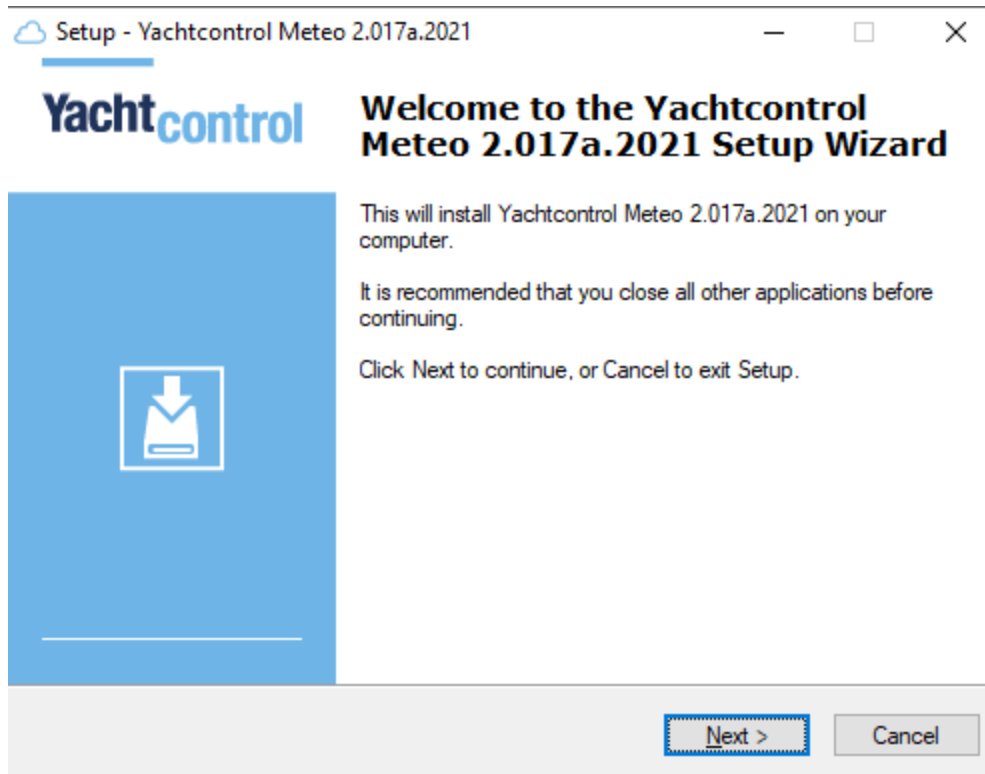 Setup - Yachtcontrol Meteo 2.017a.2021
Yachtcontrol
Welcome to the Yachtcontrol
Meteo 2.017a.2021 Setup Wizard
This will install Yachtcontrol Meteo 2.017a.2021 on your
computer.
It is recommended that you close all other applications before
continuing.
Click Next to continue, or Cancel to exit Setup.
Next >
Cancel